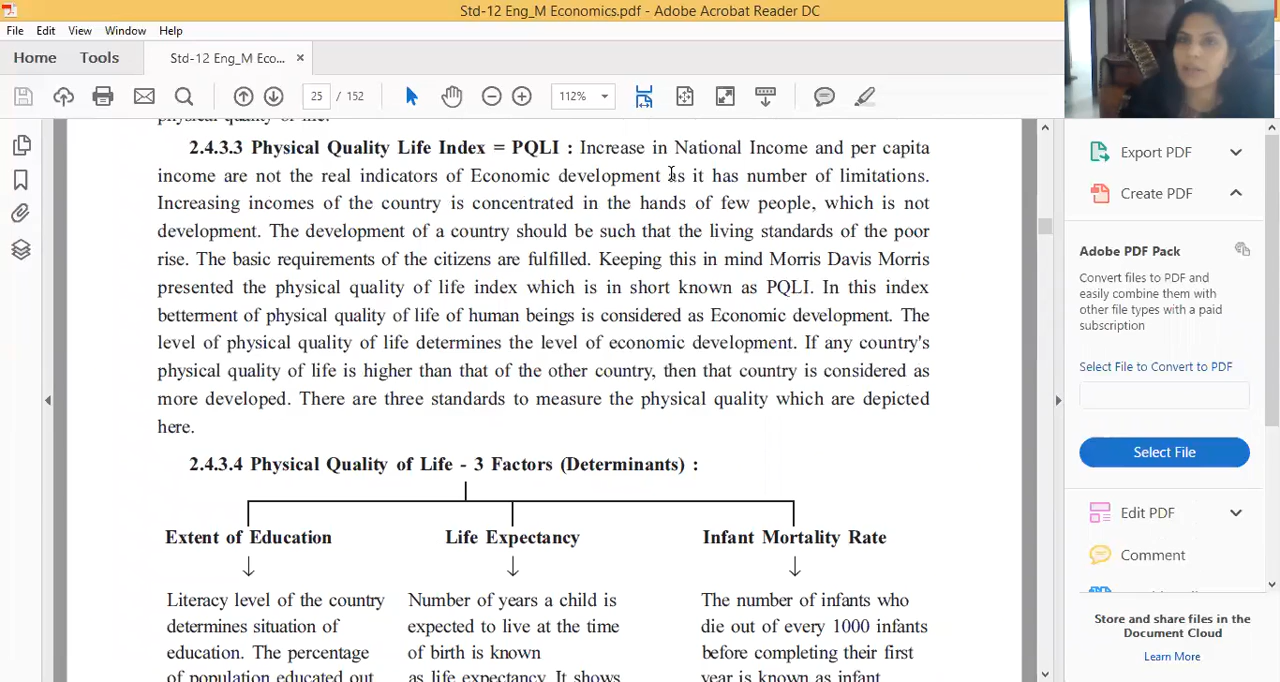 Std-12 Eng_M Economics.pdf - Adobe Acrobat Reader DC
File Edit View Window Help
Home Tools Std-12 Eng_M Eco... ×
25 / 152 112%
2.4.3.3 Physical Quality Life Index = PQLI : Increase in National Income and per capita
income are not the real indicators of Economic development as it has number of limitations.
Increasing incomes of the country is concentrated in the hands of few people, which is not
development. The development of a country should be such that the living standards of the poor
rise. The basic requirements of the citizens are fulfilled. Keeping this in mind Morris Davis Morris
presented the physical quality of life index which is in short known as PQLI. In this index
betterment of physical quality of life of human beings is considered as Economic development. The
level of physical quality of life determines the level of economic development. If any country's
physical quality of life is higher than that of the other country, then that country is considered as
more developed. There are three standards to measure the physical quality which are depicted
here.
2.4.3.4 Physical Quality of Life - 3 Factors (Determinants) :
Extent of Education
Literacy level of the country
determines situation of
education. The percentage
of population educated out
Life Expectancy
Number of years a child is
expected to live at the time
of birth is known
as life expectancy. It shows
Infant Mortality Rate
The number of infants who
die out of every 1000 infants
before completing their first
year is known as infant
Export PDF
Create PDF
Adobe PDF Pack
Convert files to PDF and
easily combine them with
other file types with a paid
subscription
Select File to Convert to PDF
Select File
Edit PDF
Comment
Store and share files in the
Document Cloud
Learn More